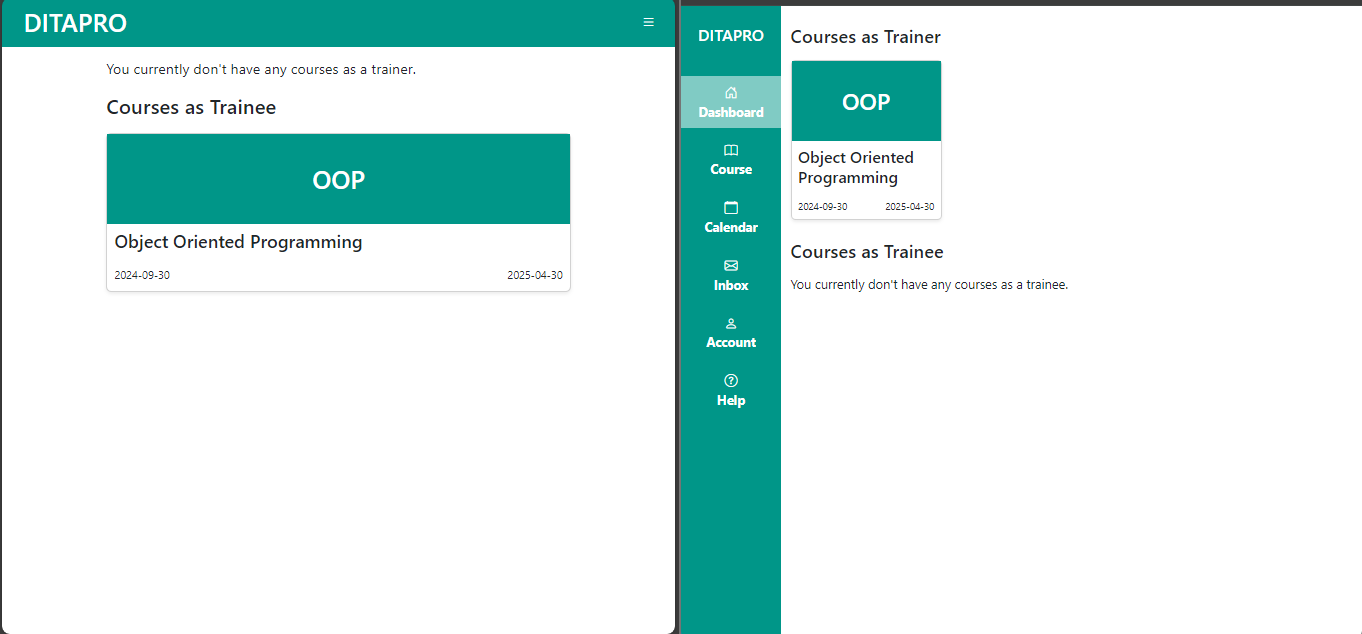 DITAPRO
You currently don't have any courses as a trainer.
Courses as Trainee
OOP
Object Oriented Programming
2024-09-30 2025-04-30
DITAPRO
Dashboard
Course
Calendar
Inbox
Account
Help
Courses as Trainer
OOP
Object Oriented
Programming
2024-09-30 2025-04-30
Courses as Trainee
You currently don't have any courses as a trainee.